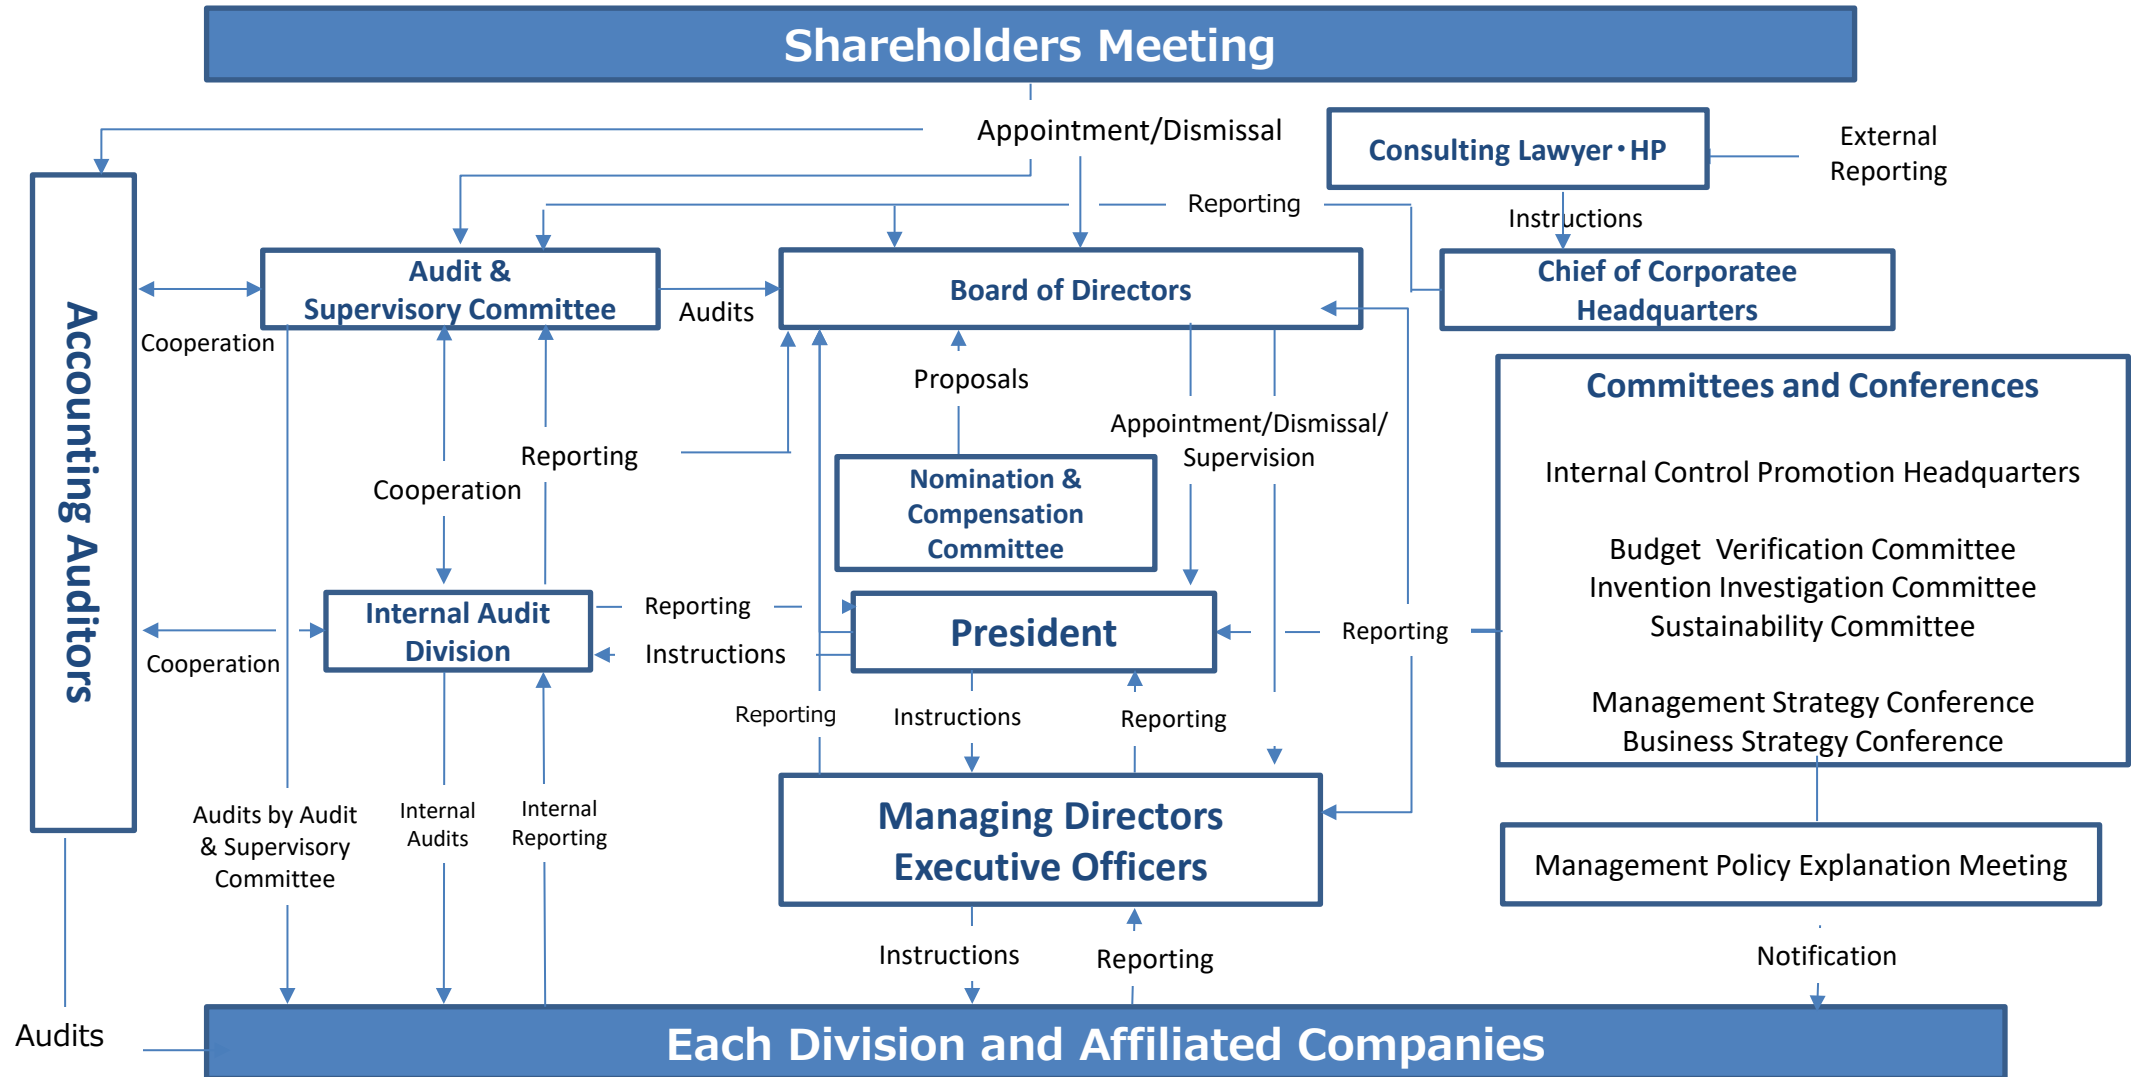 Shareholders Meeting
Appointment/Dismissal
Consulting Lawyer・HP
External
Reporting
Reporting
Instructions
Audit &
Supervisory Committee
Audits
Board of Directors
Chief of Corporatee
Headquarters
Accounting Auditors
Cooperation
Proposals
Appointment/Dismissal/
Supervision
Committees and Conferences
Internal Control Promotion Headquarters
Budget  Verification Committee
Invention Investigation Committee
Sustainability Committee
Management Strategy Conference
Business Strategy Conference
Reporting
Cooperation
Nomination &
Compensation
Committee
Internal Audit
Division
Reporting
Instructions
President
Reporting
Cooperation
Reporting
Instructions
Reporting
Managing Directors
Executive Officers
Audits by Audit
& Supervisory
Committee
Internal
Audits
Internal
Reporting
Management Policy Explanation Meeting
Instructions
Reporting
Notification
Audits
Each Division and Affiliated Companies